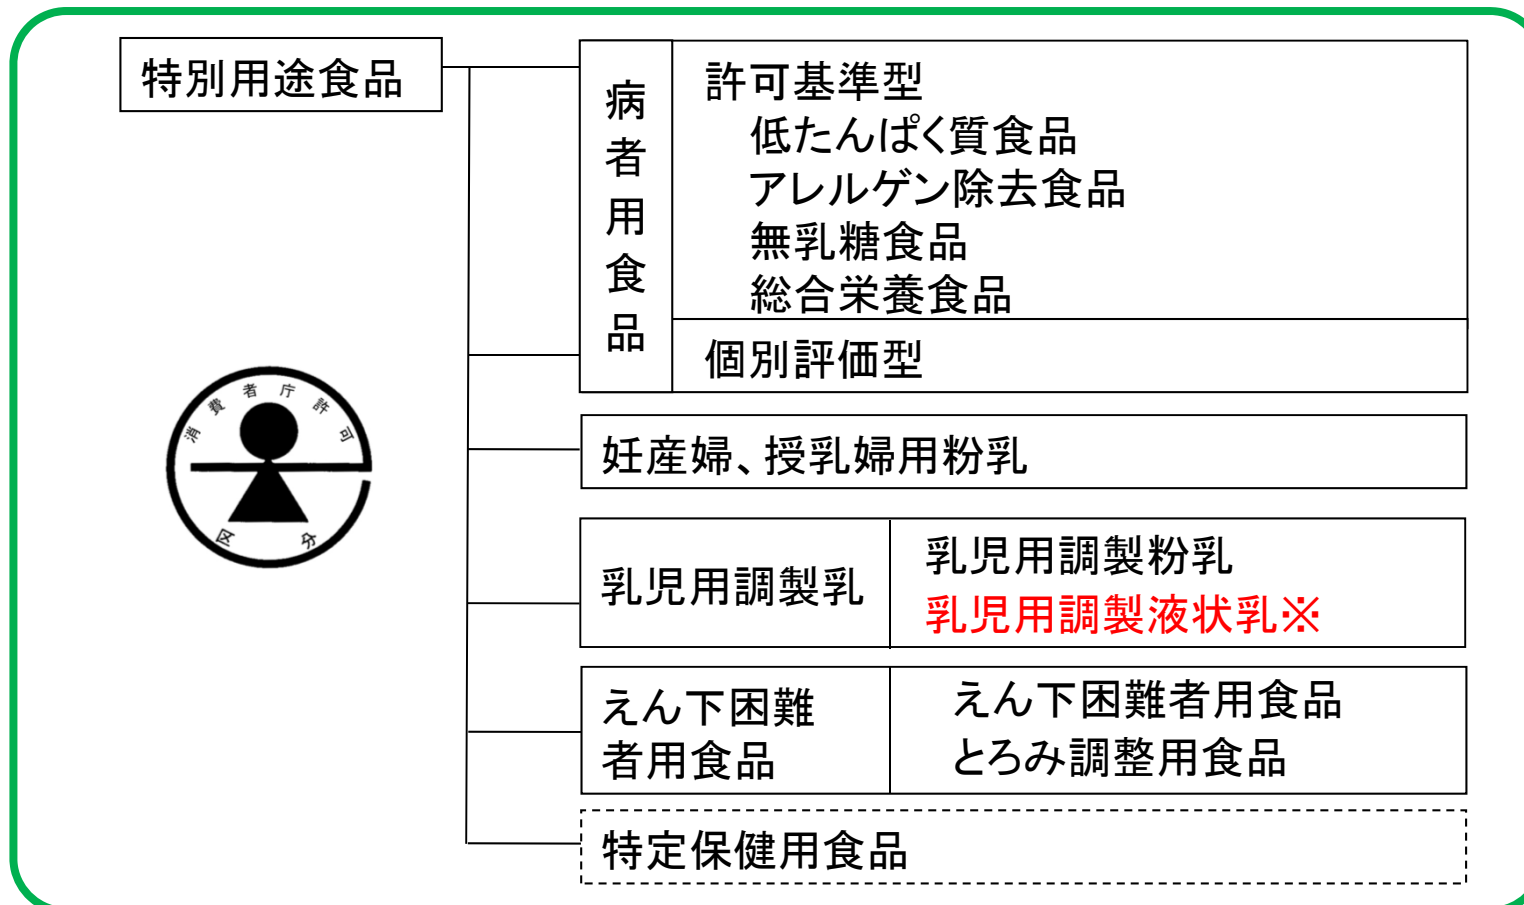 特別用途食品
病者用食品
許可基準型
低たんぱく質食品
アレルゲン除去食品
無乳糖食品
総合栄養食品
個別評価型
消費者庁許可
区分
妊産婦、授乳婦用粉乳
乳児用調製乳
乳児用調製粉乳
乳児用調製液状乳※
えん下困難
者用食品
えん下困難者用食品
とろみ調整用食品
特定保健用食品